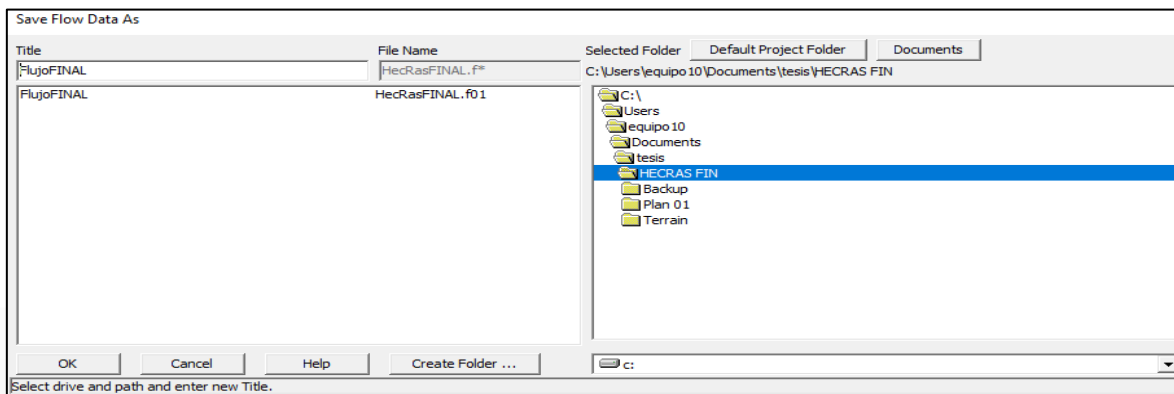 Save Flow Data As
Title File Name Selected Folder Default Project Folder Documents
FlujoFINAL HecRasFINAL.f* C:\Users\equipo10\Documents\tesis\HECRAS FIN
FlujoFINAL HecRasFINAL.f01
C:\
Users
equipo10
Documents
tesis
HECRAS FIN
Backup
Plan 01
Terrain
OK Cancel Help Create Folder ... c:
Select drive and path and enter new Title.